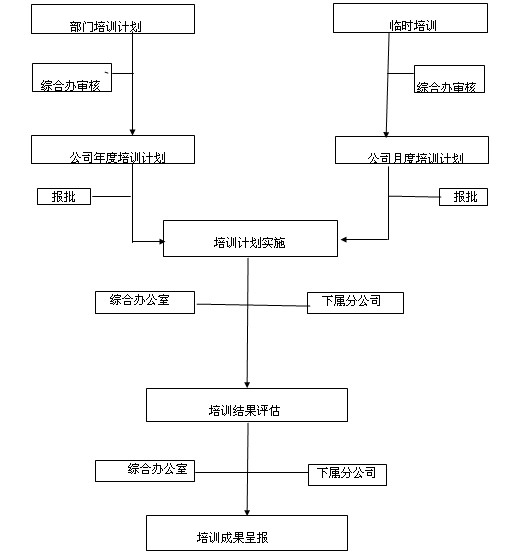 部门培训计划
临时培训
综合办审核
综合办审核
公司年度培训计划
公司月度培训计划
报批
报批
培训计划实施
综合办公室
下属分公司
培训结果评估
综合办公室
下属分公司
培训成果呈报